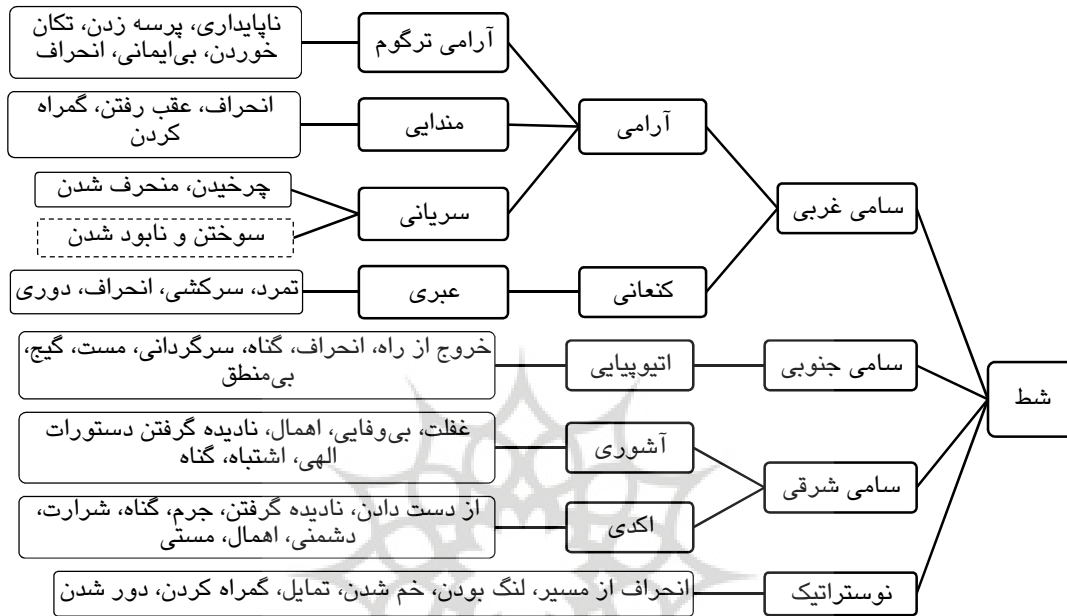 شط
سامی غربی
آرامی
آرامی ترگوم
ناپایداری، پرسه زدن، تکان
خوردن، بی‌ایمانی، انحراف
مندایی
انحراف، عقب رفتن، گمراه
کردن
سریانی
چرخیدن، منحرف شدن
سوختن و نابود شدن
کنعانی
عبری
تمرد، سرکشی، انحراف، دوری
سامی جنوبی
اتیوپیایی
خروج از راه، انحراف، گناه، سرگردانی، مست، گیج،
بی‌منطق
سامی شرقی
آشوری
غفلت، بی‌وفایی، اهمال، نادیده گرفتن دستورات
الهی، اشتباه، گناه
اکدی
از دست دادن، نادیده گرفتن، جرم، گناه، شرارت،
دشمنی، اهمال، مستی
نوستراتیک
انحراف از مسیر، لنگ بودن، خم شدن، تمایل، گمراه کردن، دور شدن